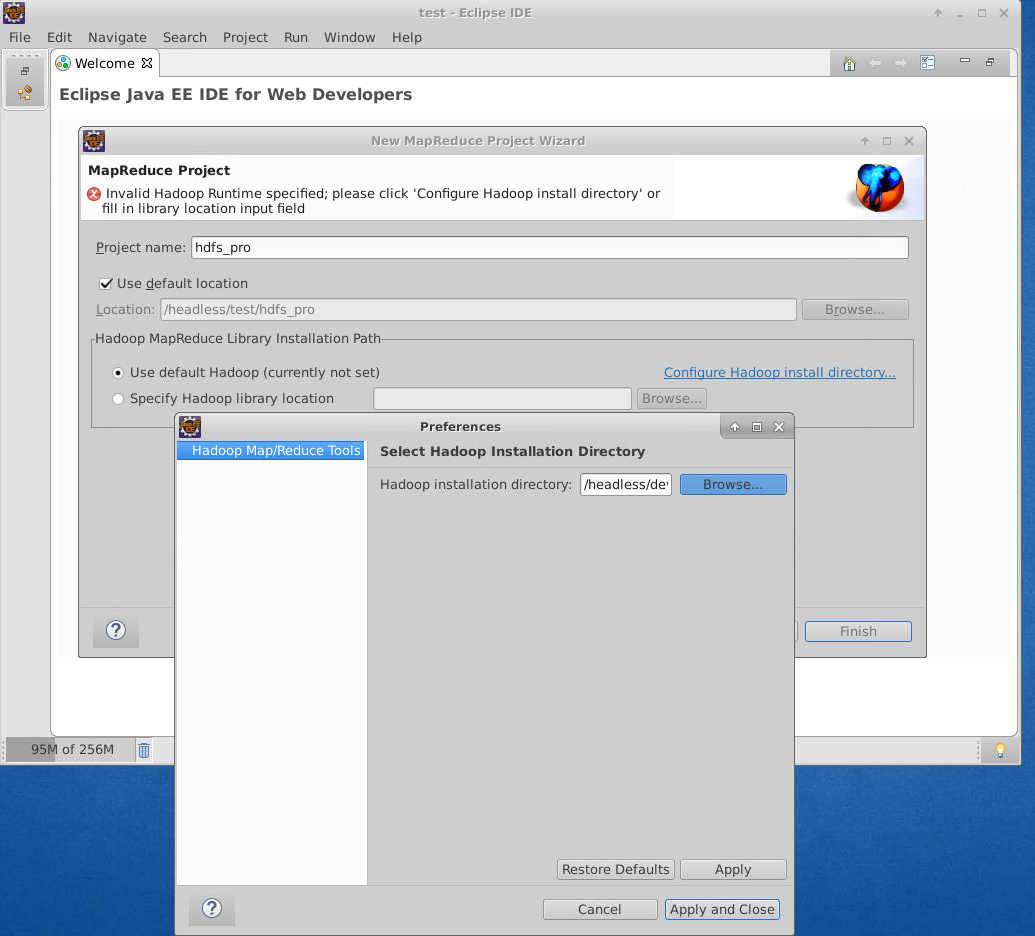 test - Eclipse IDE
File Edit Navigate Search Project Run Window Help
Welcome
Eclipse Java EE IDE for Web Developers
New MapReduce Project Wizard
MapReduce Project
Invalid Hadoop Runtime specified; please click 'Configure Hadoop install directory' or
fill in library location input field
Project name: hdfs_pro
Use default location
Location: /headless/test/hdfs_pro Browse...
Hadoop MapReduce Library Installation Path
Use default Hadoop (currently not set) Configure Hadoop install directory...
Specify Hadoop library location Browse...
Preferences
Hadoop Map/Reduce Tools
Select Hadoop Installation Directory
Hadoop installation directory: /headless/de Browse...
Finish
95M of 256M
Restore Defaults Apply
Cancel Apply and Close